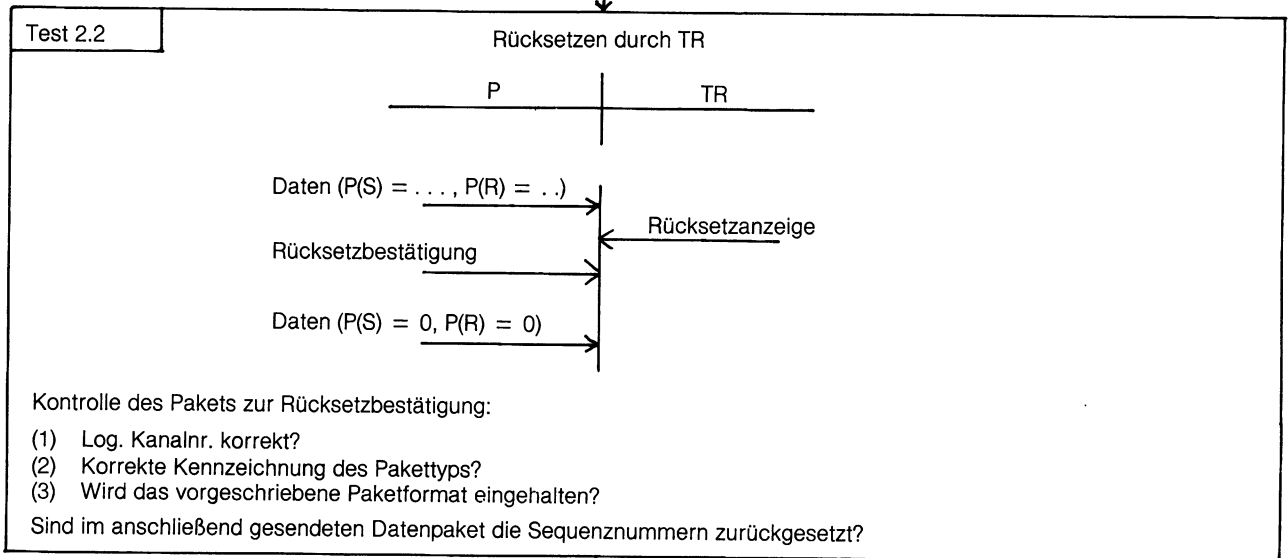 Test 2.2
Rücksetzen durch TR
P TR
Daten (P(S) = . . . , P(R) = . .)
Rücksetzanzeige
Rücksetzbestätigung
Daten (P(S) = 0, P(R) = 0)
Kontrolle des Pakets zur Rücksetzbestätigung:
(1) Log. Kanalnr. korrekt?
(2) Korrekte Kennzeichnung des Pakettyps?
(3) Wird das vorgeschriebene Paketformat eingehalten?
Sind im anschließend gesendeten Datenpaket die Sequenznummern zurückgesetzt?